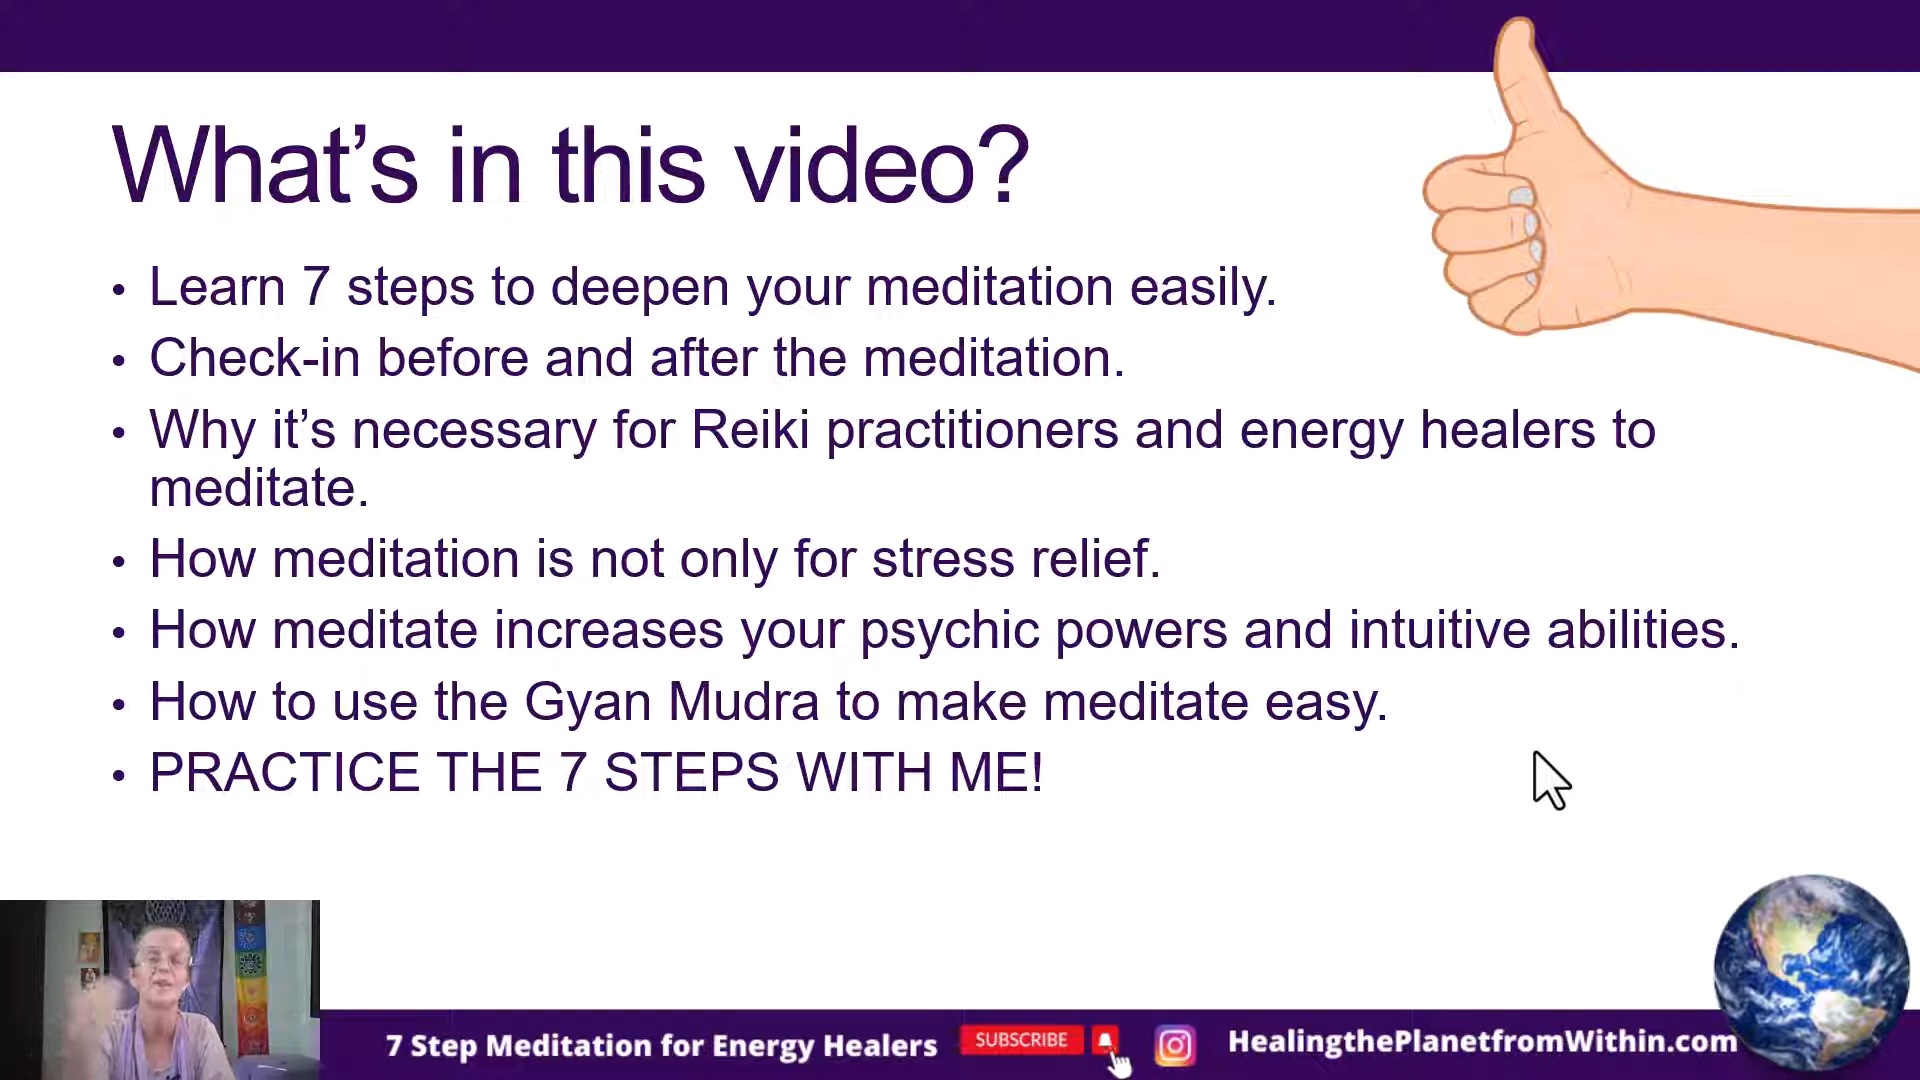 What’s in this video?
• Learn 7 steps to deepen your meditation easily.
• Check-in before and after the meditation.
• Why it’s necessary for Reiki practitioners and energy healers to
meditate.
• How meditation is not only for stress relief.
• How meditate increases your psychic powers and intuitive abilities.
• How to use the Gyan Mudra to make meditate easy.
• PRACTICE THE 7 STEPS WITH ME!
7 Step Meditation for Energy Healers SUBSCRIBE HealingthePlanetfromWithin.com